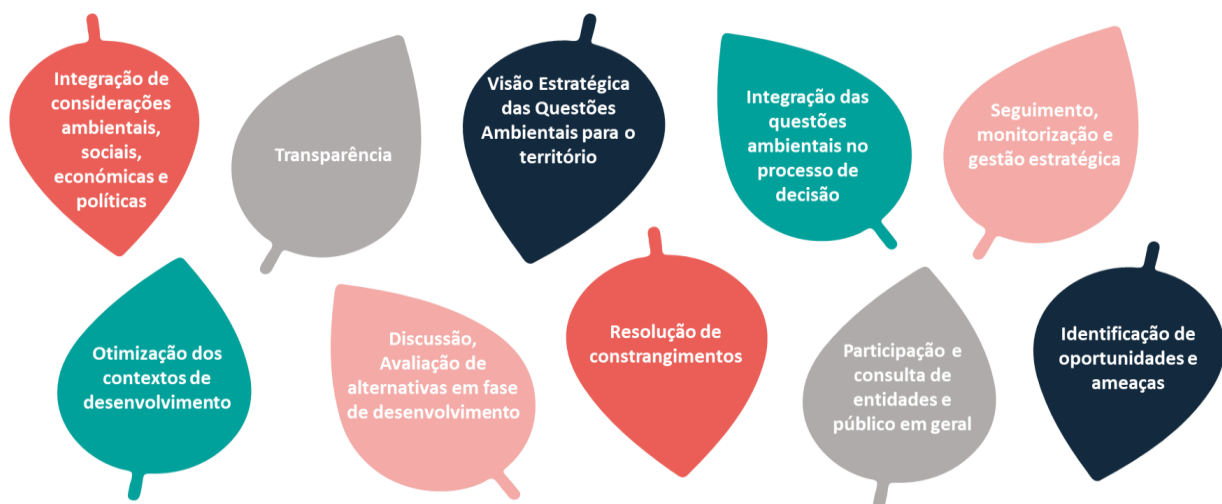 Integração de
considerações
ambientais,
sociais,
económicas e
políticas
Transparência
Visão Estratégica
das Questões
Ambientais para o
território
Integração das
questões
ambientais no
processo de
decisão
Seguimento,
monitorização e
gestão estratégica
Otimização dos
contextos de
desenvolvimento
Discussão,
Avaliação de
alternativas em fase
de desenvolvimento
Resolução de
constrangimentos
Participação e
consulta de
entidades e
público em geral
Identificação de
oportunidades e
ameaças